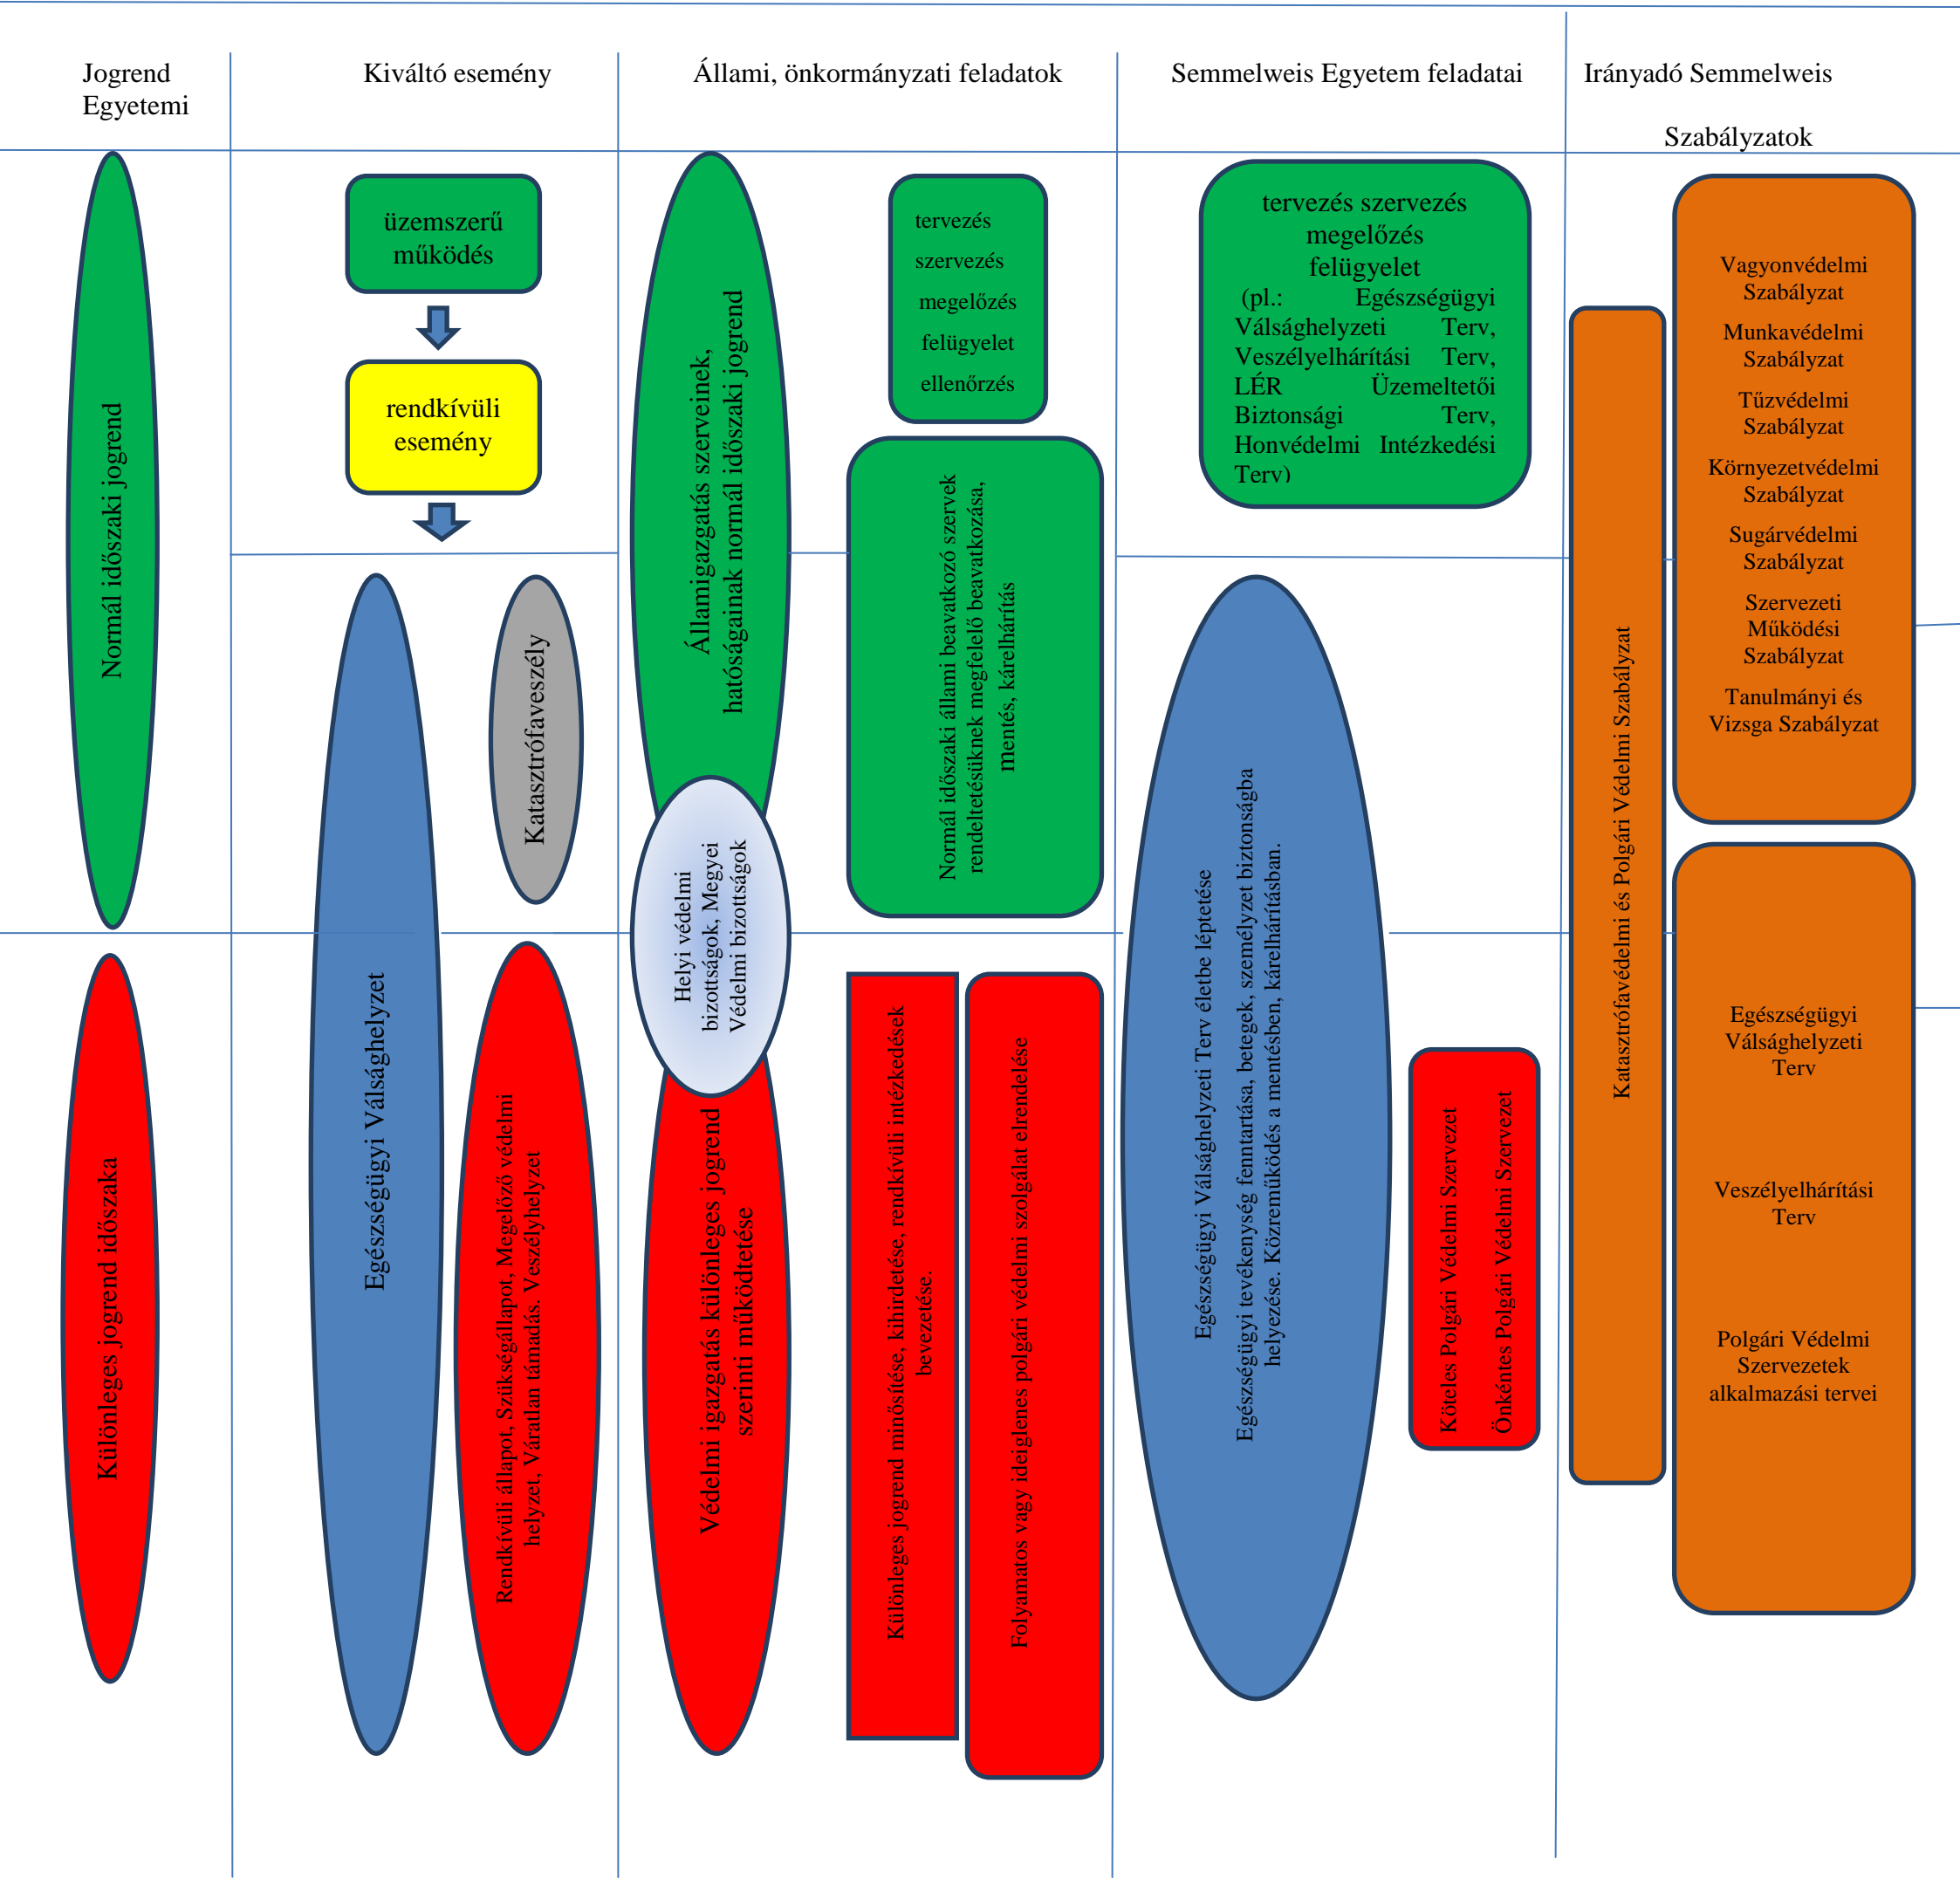 Jogrend
Egyetemi
Kiváltó esemény
Állami, önkormányzati feladatok
Semmelweis Egyetem feladatai
Irányadó Semmelweis
Szabályzatok
Normál időszaki jogrend
Különleges jogrend időszaka
üzemszerű
működés
rendkívüli
esemény
Egészségügyi Válsághelyzet
Katasztrófaveszély
Rendkívüli állapot, Szükségállapot, Megelőző védelmi
helyzet, Váratlan támadás. Veszélyhelyzet
Államigazgatás szerveinek,
hatóságainak normál időszaki jogrend
Helyi védelmi
bizottságok, Megyei
Védelmi bizottságok
Védelmi igazgatás különleges jogrend
szerinti működtetése
tervezés
szervezés
megelőzés
felügyelet
ellenőrzés
Normál időszaki állami beavatkozó szervek
rendeltetésüknek megfelelő beavatkozása,
mentés, kárelhárítás
Különleges jogrend minősítése, kihirdetése, rendkívüli intézkedések
bevezetése.
Folyamatos vagy ideiglenes polgári védelmi szolgálat elrendelése
tervezés szervezés
megelőzés
felügyelet
(pl.: Egészségügyi
Válsághelyzeti Terv,
Veszélyelhárítási Terv,
LÉR Üzemeltetői
Biztonsági Terv,
Honvédelmi Intézkedési
Terv)
Egészségügyi Válsághelyzeti Terv életbe léptetése
Egészségügyi tevékenység fenntartása, betegek, személyzet biztonságba
helyezése. Közreműködés a mentésben, kárelhárításban.
Köteles Polgári Védelmi Szervezet
Önkéntes Polgári Védelmi Szervezet
Katasztrófavédelmi és Polgári Védelmi Szabályzat
Vagyonvédelmi
Szabályzat
Munkavédelmi
Szabályzat
Tűzvédelmi
Szabályzat
Környezetvédelmi
Szabályzat
Sugárvédelmi
Szabályzat
Szervezeti
Működési
Szabályzat
Tanulmányi és
Vizsga Szabályzat
Egészségügyi
Válsághelyzeti
Terv
Veszélyelhárítási
Terv
Polgári Védelmi
Szervezetek
alkalmazási tervei